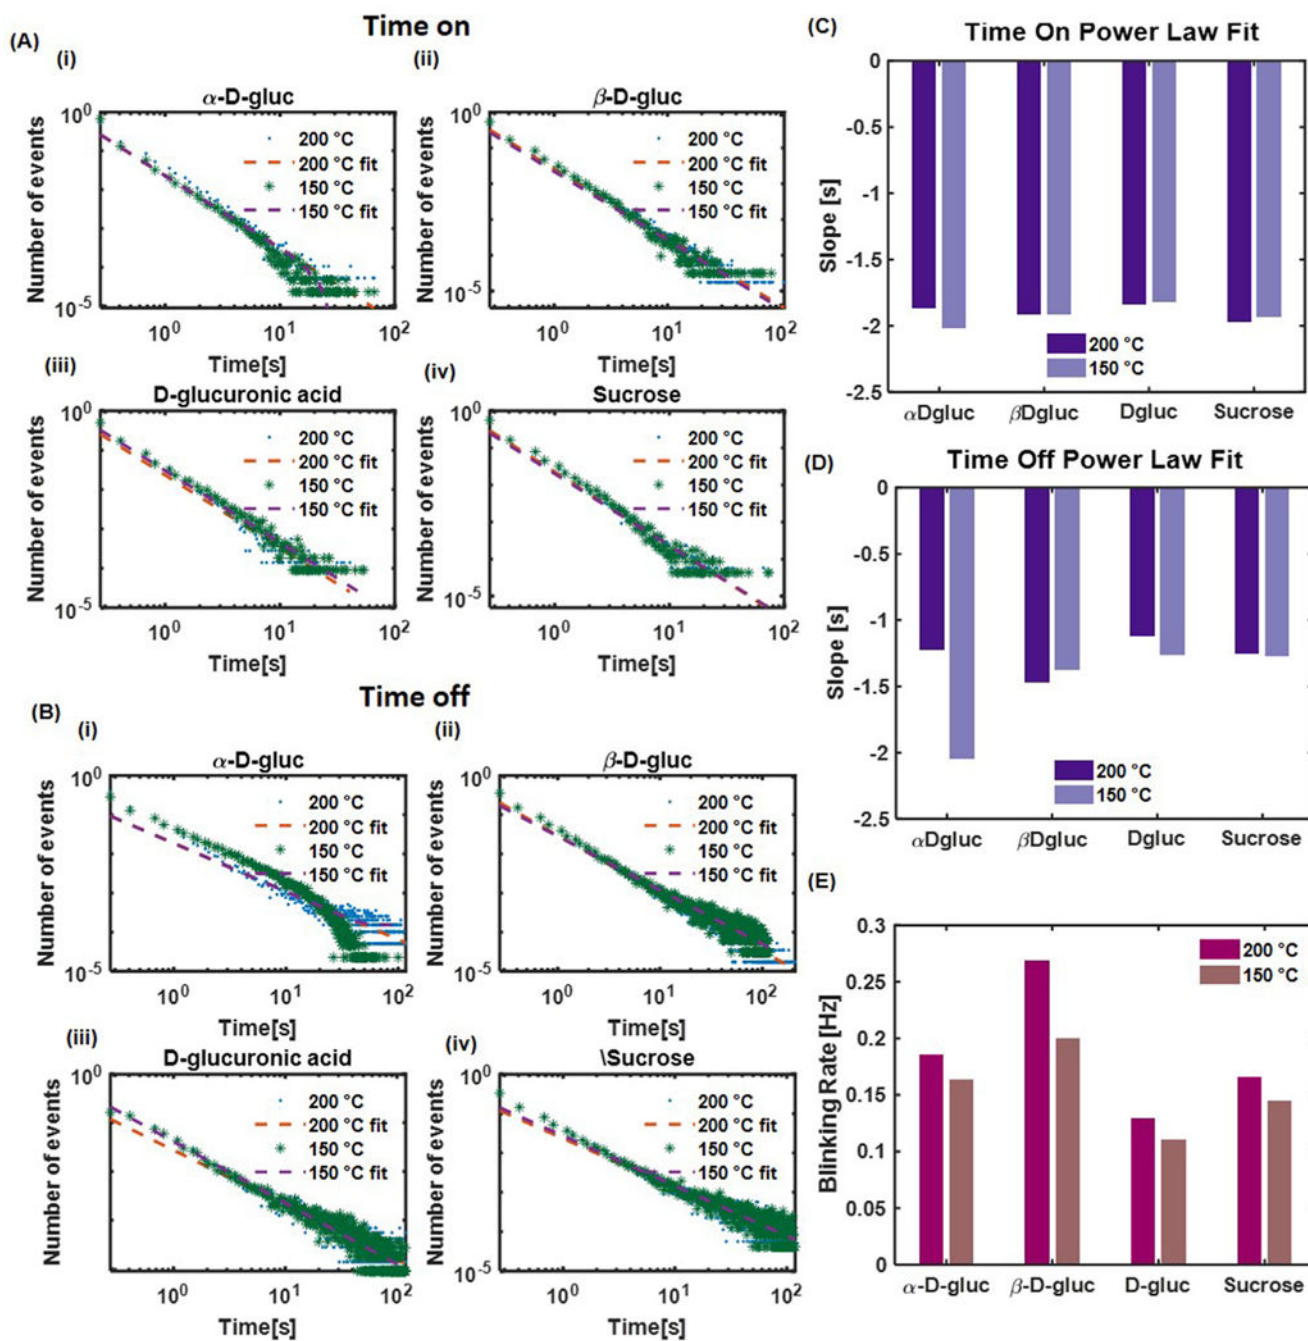 (A)
Time on
(i)
α-D-gluc
10^0
10^-5
Number of events
200 °C
200 °C fit
150 °C
150 °C fit
10^0
10^1
10^2
Time[s]
(ii)
β-D-gluc
10^0
10^-5
Number of events
200 °C
200 °C fit
150 °C
150 °C fit
10^0
10^1
10^2
Time[s]
(iii)
D-glucuronic acid
10^0
10^-5
Number of events
200 °C
200 °C fit
150 °C
150 °C fit
10^0
10^1
10^2
Time[s]
(iv)
Sucrose
10^0
10^-5
Number of events
200 °C
200 °C fit
150 °C
150 °C fit
10^0
10^1
10^2
Time[s]
(B)
Time off
(i)
α-D-gluc
10^0
10^-5
Number of events
200 °C
200 °C fit
150 °C
150 °C fit
10^0
10^1
10^2
Time[s]
(ii)
β-D-gluc
10^0
10^-5
Number of events
200 °C
200 °C fit
150 °C
150 °C fit
10^0
10^1
10^2
Time[s]
(iii)
D-glucuronic acid
10^0
Number of events
200 °C
200 °C fit
150 °C
150 °C fit
10^0
10^1
10^2
Time[s]
(iv)
\Sucrose
10^0
10^-5
Number of events
200 °C
200 °C fit
150 °C
150 °C fit
10^0
10^1
10^2
Time[s]
(C)
Time On Power Law Fit
0
-0.5
-1
-1.5
-2
-2.5
Slope [s]
200 °C
150 °C
αDgluc βDgluc Dgluc Sucrose
(D)
Time Off Power Law Fit
0
-0.5
-1
-1.5
-2
-2.5
Slope [s]
200 °C
150 °C
αDgluc βDgluc Dgluc Sucrose
(E)
0.3
0.25
0.2
0.15
0.1
0.05
0
Blinking Rate [Hz]
200 °C
150 °C
α-D-gluc β-D-gluc D-gluc Sucrose